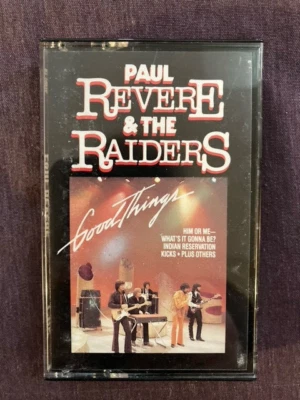 PAUL
REVERE
& THE
RAIDERS
Good Things
HIM OR ME—
WHAT'S IT GONNA BE?
INDIAN RESERVATION
KICKS • PLUS OTHERS